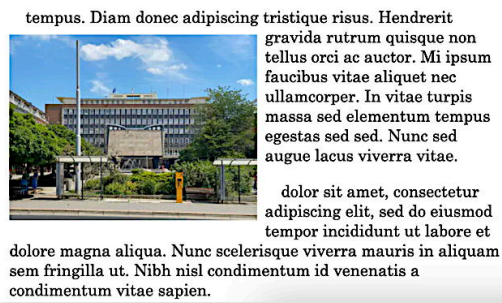 tempus. Diam donec adipiscing tristique risus. Hendrerit
gravida rutrum quisque non
tellus orci ac auctor. Mi ipsum
faucibus vitae aliquet nec
ullamcorper. In vitae turpis
massa sed elementum tempus
egestas sed sed. Nunc sed
augue lacus viverra vitae.
dolor sit amet, consectetur
adipiscing elit, sed do eiusmod
tempor incididunt ut labore et
dolore magna aliqua. Nunc scelerisque viverra mauris in aliquam
sem fringilla ut. Nibh nisl condimentum id venenatis a
condimentum vitae sapien.